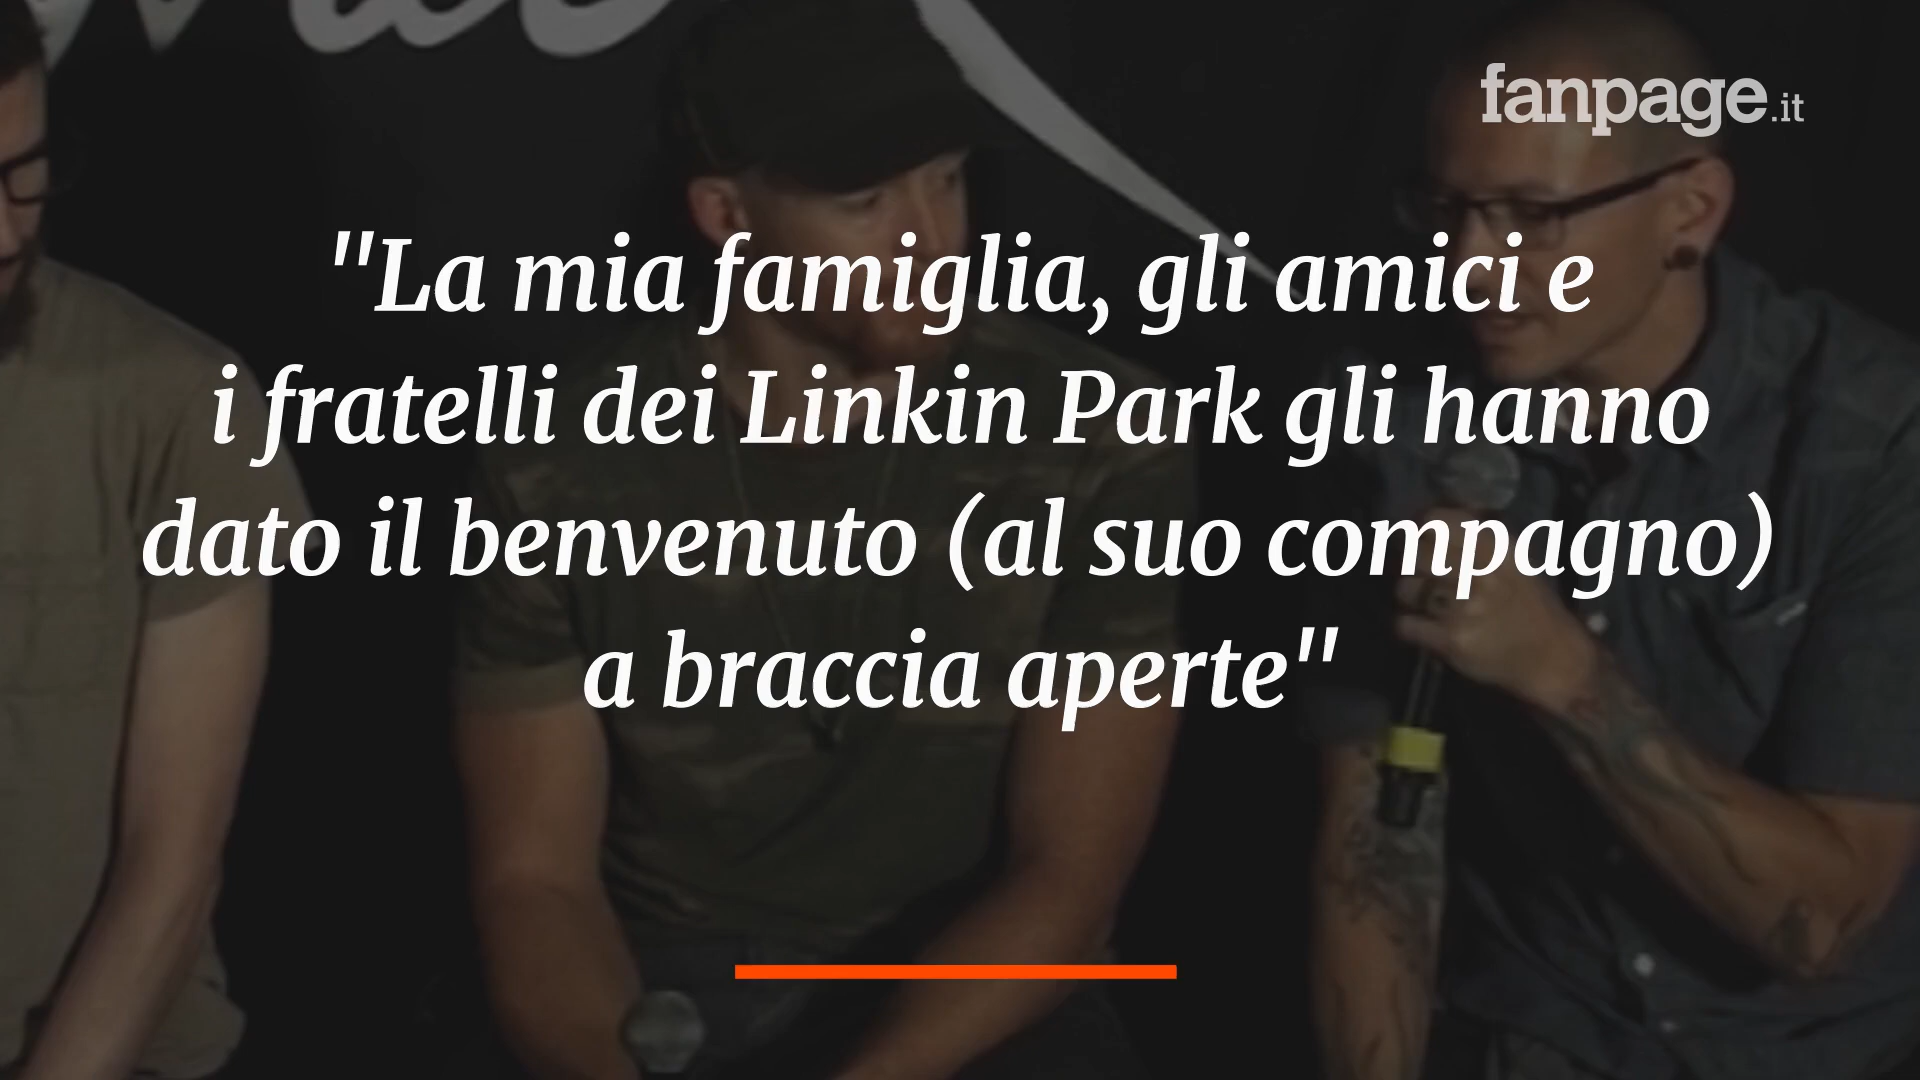 fanpage.it
"La mia famiglia, gli amici e
i fratelli dei Linkin Park gli hanno
dato il benvenuto (al suo compagno)
a braccia aperte"